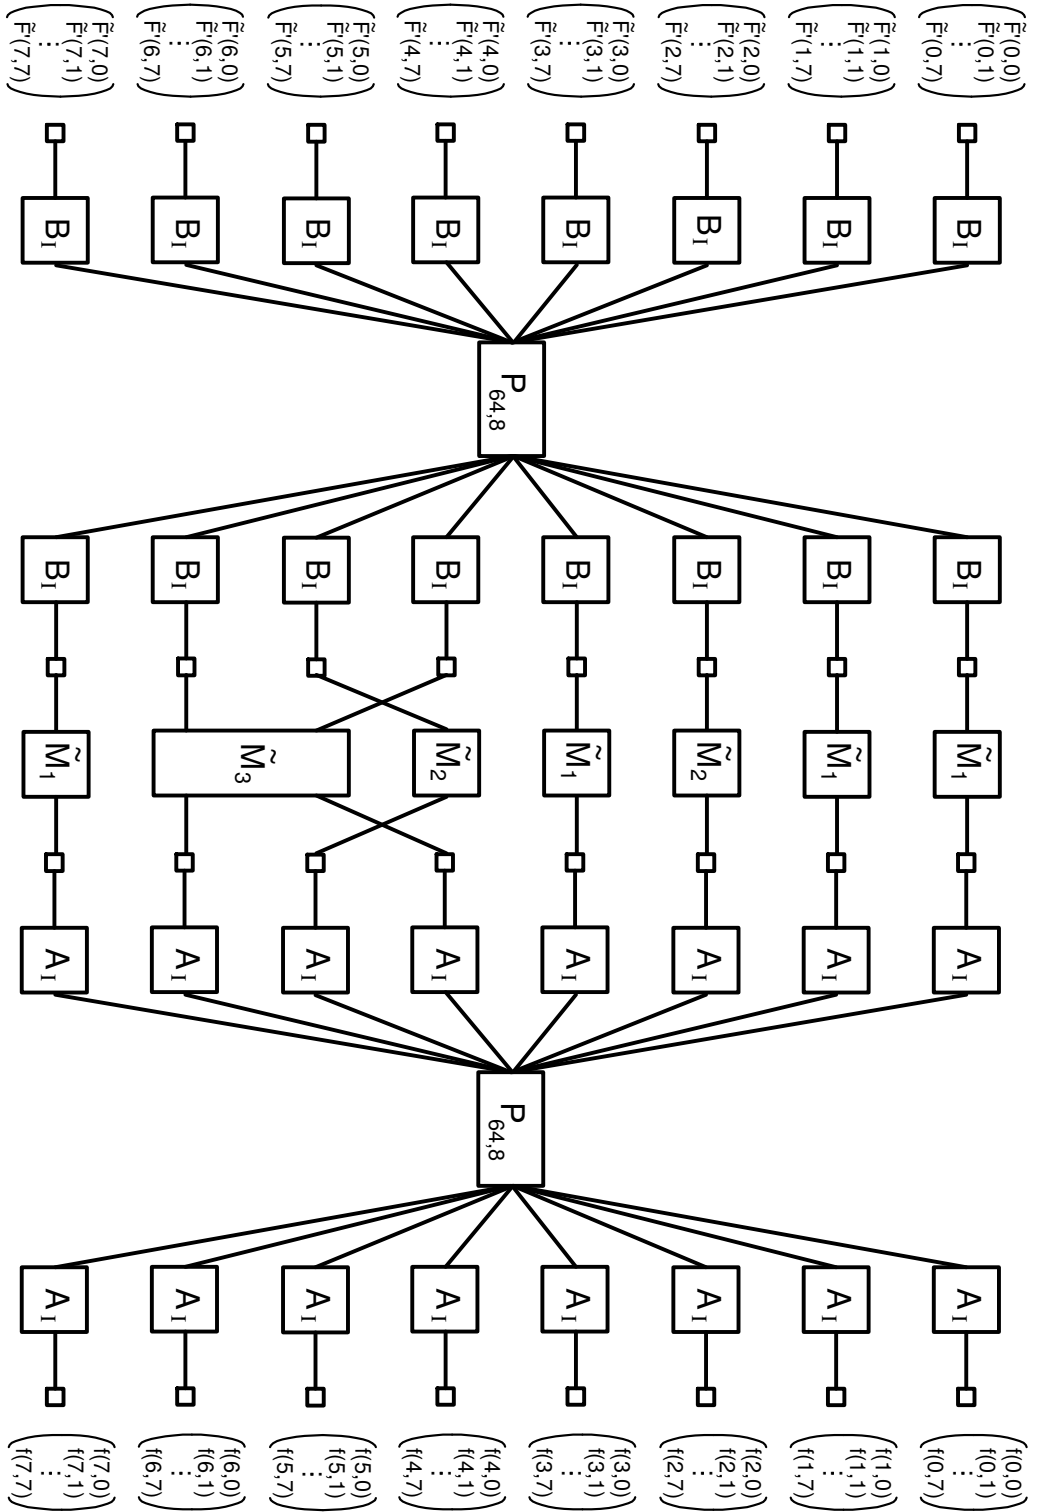 F̃'(0,0)
F̃'(0,1)
...
F̃'(0,7)
B_I B_I M̃_1 A_I A_I
f(0,0)
f(0,1)
...
f(0,7)
F̃'(1,0)
F̃'(1,1)
...
F̃'(1,7)
B_I B_I M̃_1 A_I A_I
f(1,0)
f(1,1)
...
f(1,7)
F̃'(2,0)
F̃'(2,1)
...
F̃'(2,7)
B_I B_I M̃_2 A_I A_I
f(2,0)
f(2,1)
...
f(2,7)
F̃'(3,0)
F̃'(3,1)
...
F̃'(3,7)
B_I B_I M̃_1 A_I A_I
f(3,0)
f(3,1)
...
f(3,7)
P_64,8 P_64,8
F̃'(4,0)
F̃'(4,1)
...
F̃'(4,7)
B_I B_I M̃_2 A_I A_I
f(4,0)
f(4,1)
...
f(4,7)
F̃'(5,0)
F̃'(5,1)
...
F̃'(5,7)
B_I B_I A_I A_I
f(5,0)
f(5,1)
...
f(5,7)
M̃_3
F̃'(6,0)
F̃'(6,1)
...
F̃'(6,7)
B_I B_I A_I A_I
f(6,0)
f(6,1)
...
f(6,7)
F̃'(7,0)
F̃'(7,1)
...
F̃'(7,7)
B_I B_I M̃_1 A_I A_I
f(7,0)
f(7,1)
...
f(7,7)